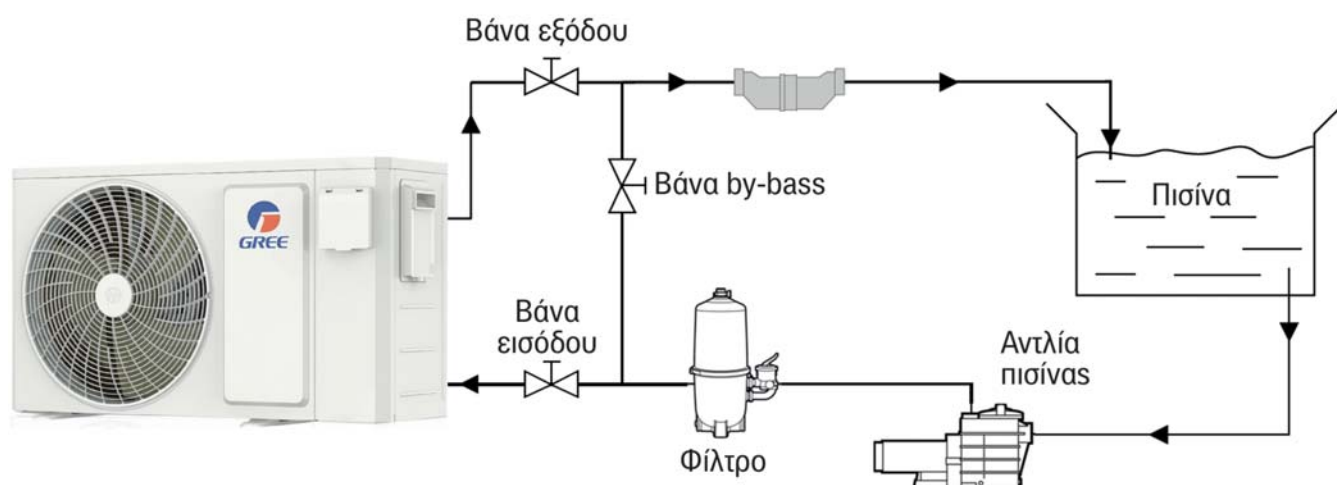 Βάνα εξόδου
Βάνα by-bass
Πισίνα
GREE
Βάνα
εισόδου
Αντλία
πισίνας
Φίλτρο